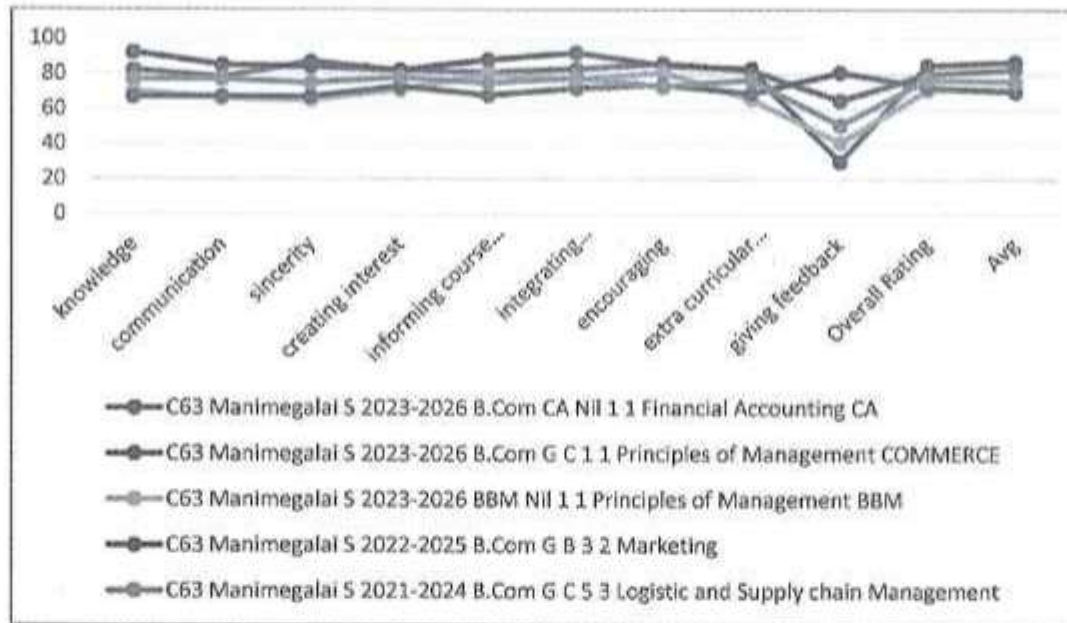 100
80
60
40
20
0
knowledge
communication
sincerity
creating interest
informing course...
integrating...
encouraging
extra curricular...
giving feedback
Overall Rating
Avg
C63 Manimegalai S 2023-2026 B.Com CA Nil 1 1 Financial Accounting CA
C63 Manimegalai S 2023-2026 B.Com G C 1 1 Principles of Management COMMERCE
C63 Manimegalai S 2023-2026 BBM Nil 1 1 Principles of Management BBM
C63 Manimegalai S 2022-2025 B.Com G B 3 2 Marketing
C63 Manimegalai S 2021-2024 B.Com G C 5 3 Logistic and Supply chain Management